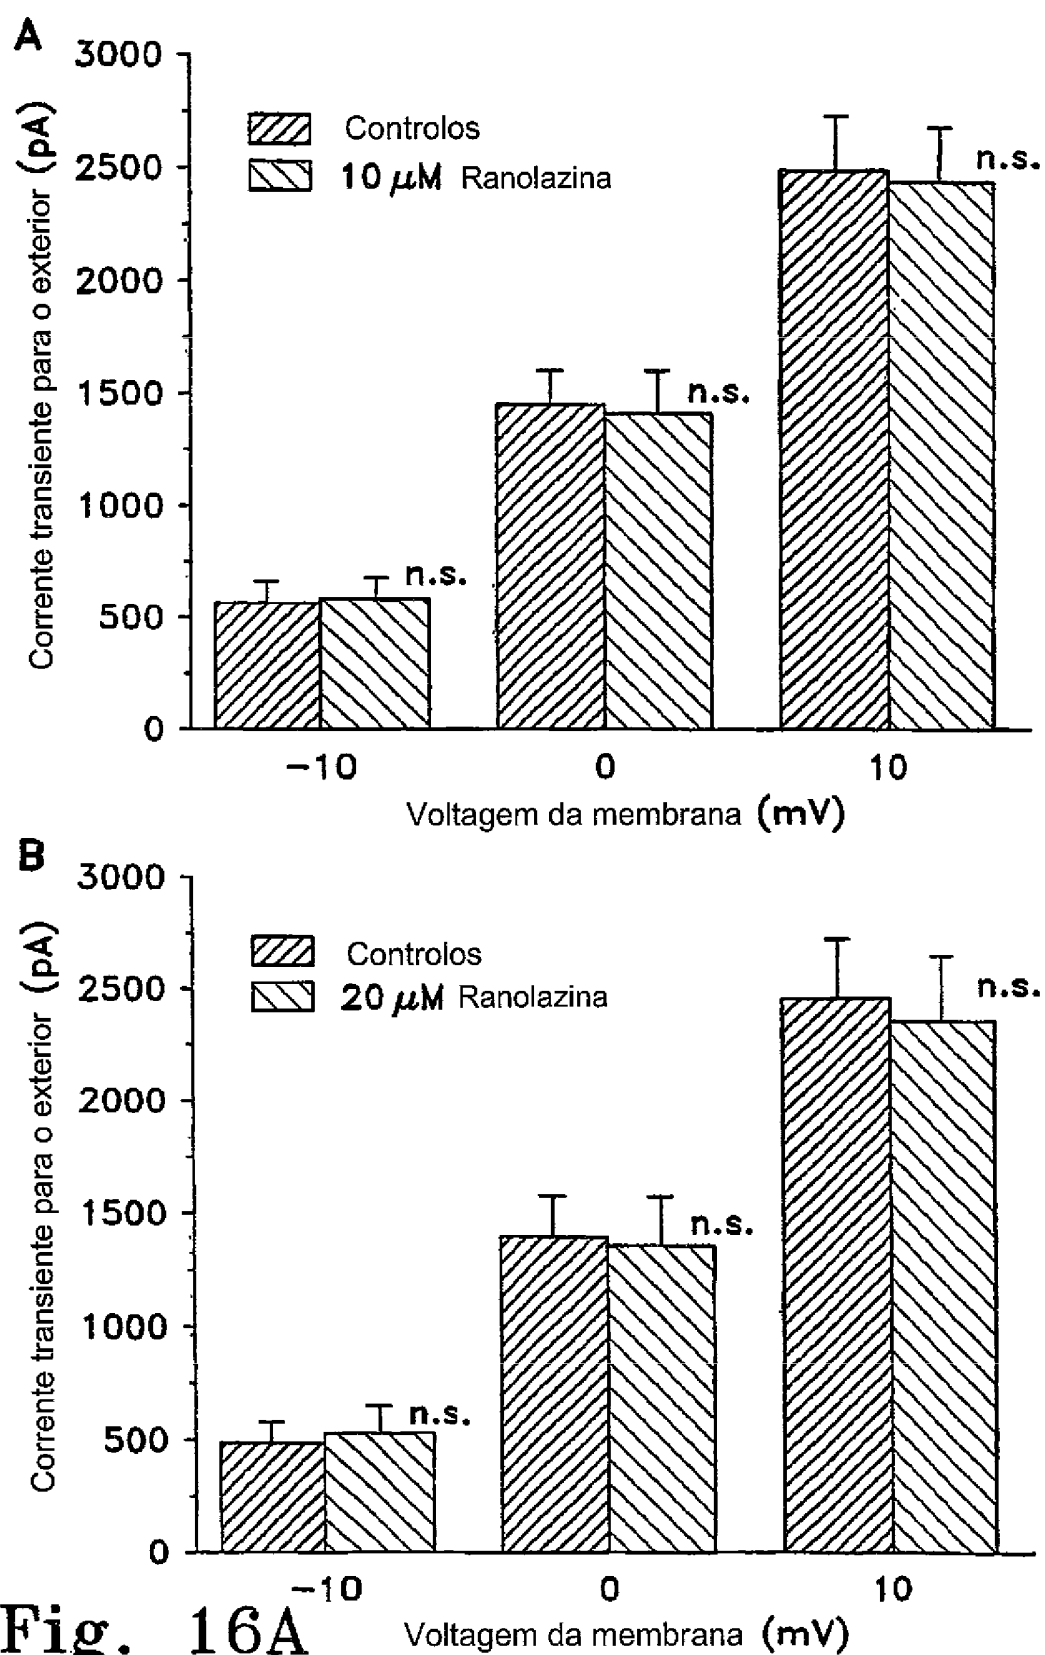 A
3000
2500
2000
1500
1000
500
0
Corrente transiente para o exterior (pA)
Controlos
10 μM Ranolazina
n.s.
n.s.
n.s.
−10 0 10
Voltagem da membrana (mV)
B
3000
2500
2000
1500
1000
500
0
Corrente transiente para o exterior (pA)
Controlos
20 μM Ranolazina
n.s.
n.s.
n.s.
−10 0 10
Voltagem da membrana (mV)
Fig. 16A